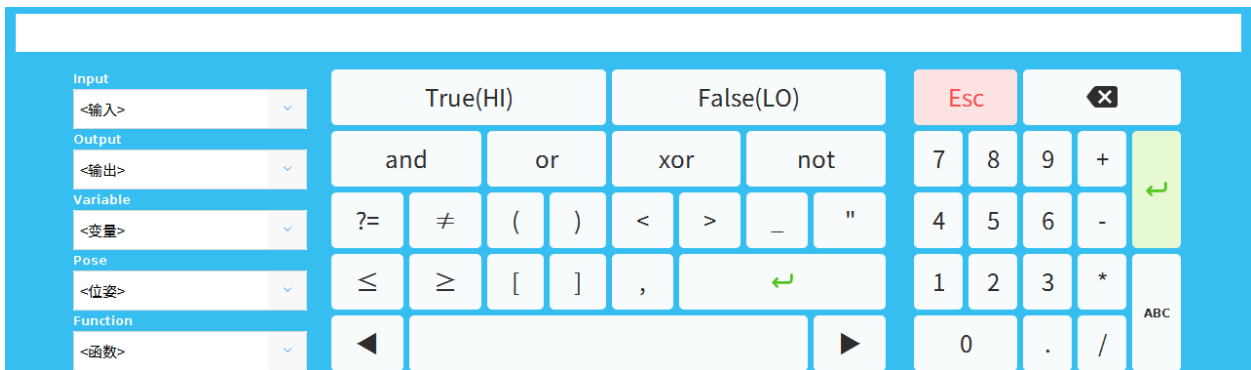 Input
<输入>
Output
<输出>
Variable
<变量>
Pose
<位姿>
Function
<函数>
True(HI) False(LO)
and or xor not
?= ≠ ( ) < > _ "
≤ ≥ [ ] ,
Esc
7 8 9 +
4 5 6 -
1 2 3 *
ABC
0 . /